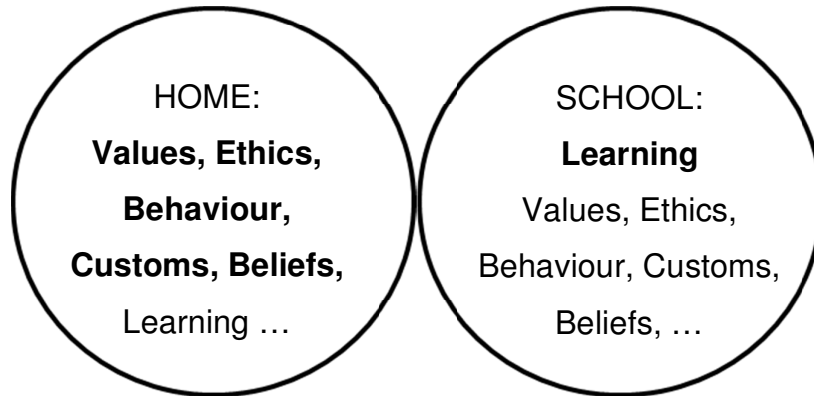 HOME:
Values, Ethics,
Behaviour,
Customs, Beliefs,
Learning …
SCHOOL:
Learning
Values, Ethics,
Behaviour, Customs,
Beliefs, …